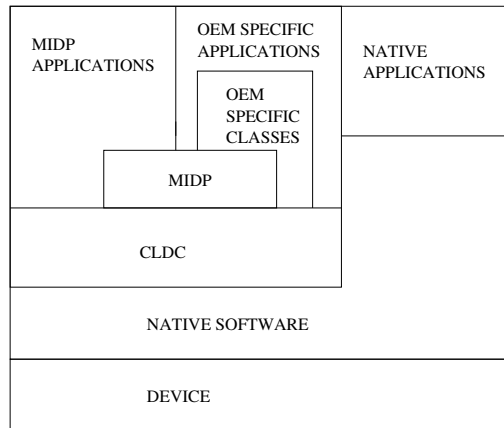 MIDP
APPLICATIONS
OEM SPECIFIC
APPLICATIONS
NATIVE
APPLICATIONS
OEM
SPECIFIC
CLASSES
MIDP
CLDC
NATIVE SOFTWARE
DEVICE